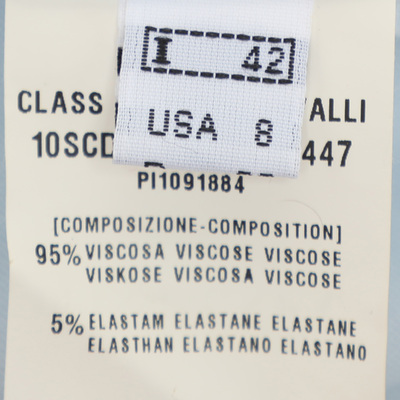 I 42
CLASS VALLI
USA 8
10SCD 447
PI1091884
[COMPOSIZIONE-COMPOSITION]
95% VISCOSA VISCOSE VISCOSE
VISKOSE VISCOSA VISCOSE
5% ELASTAM ELASTANE ELASTANE
ELASTHAN ELASTANO ELASTANO